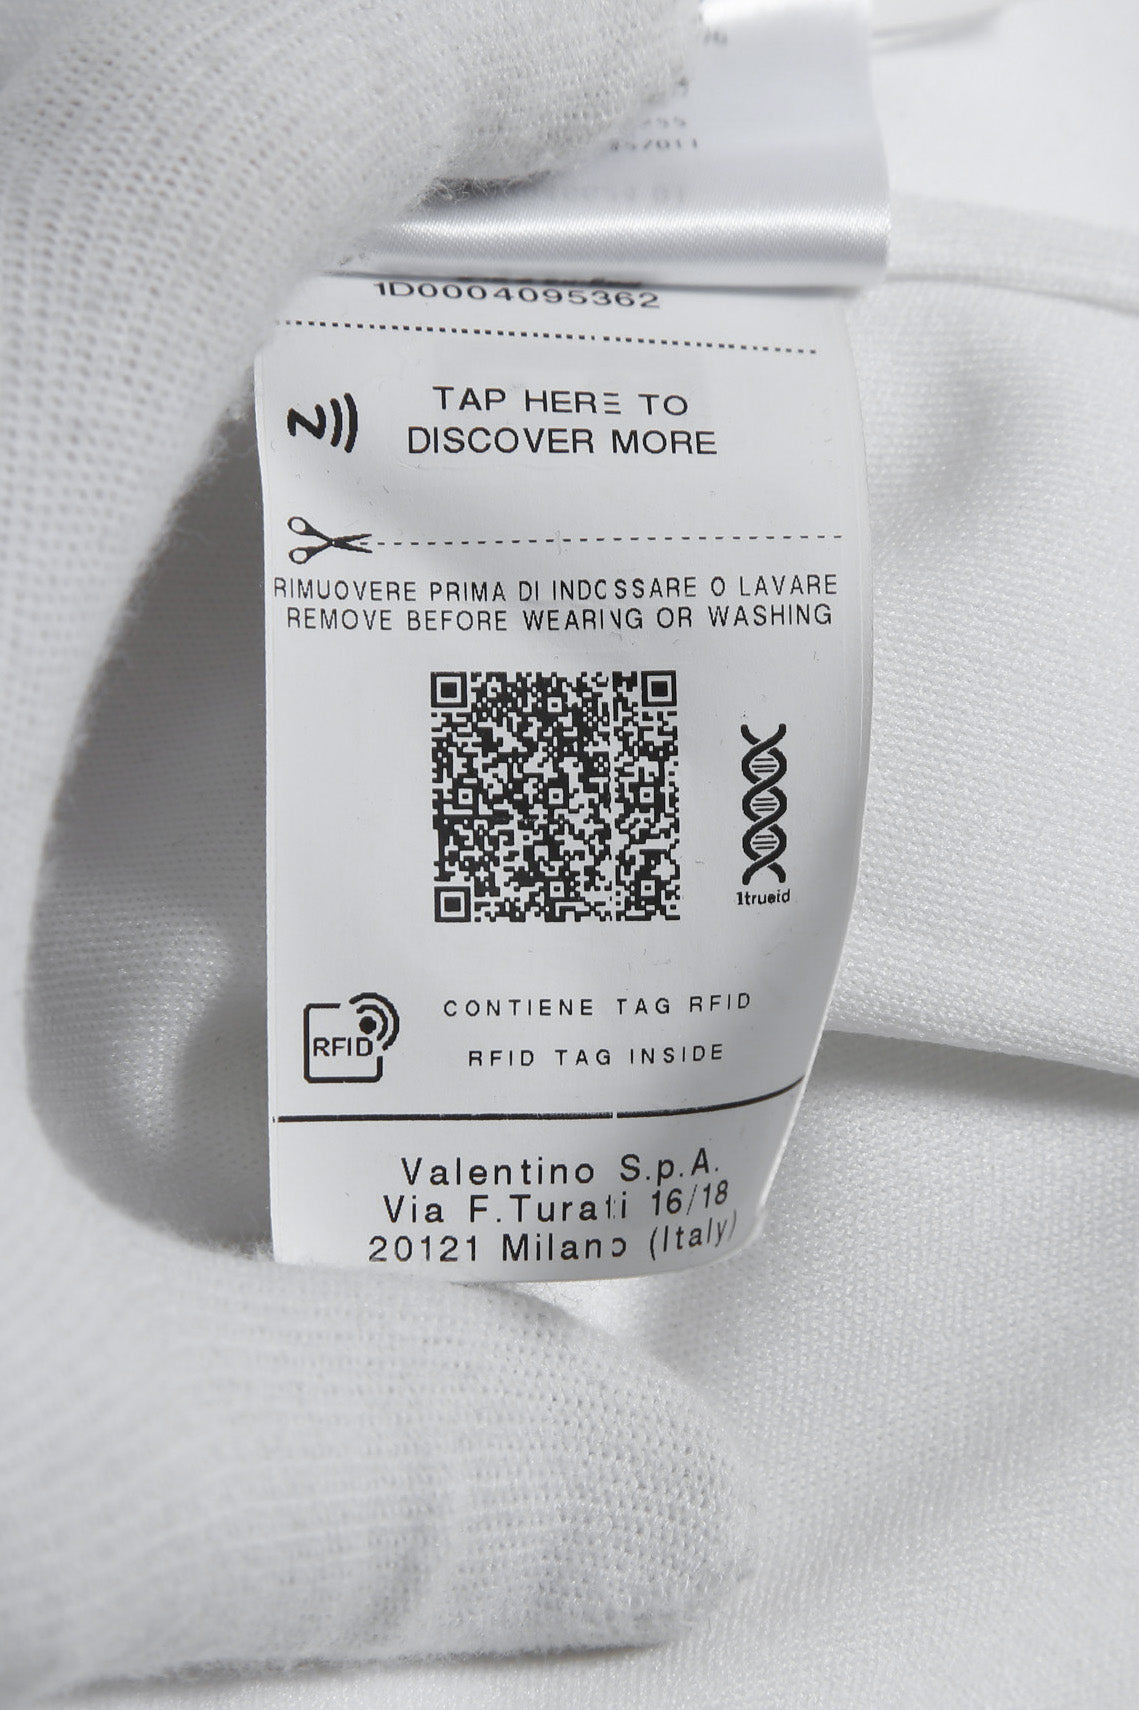 1D0004095362
TAP HERE TO
DISCOVER MORE
RIMUOVERE PRIMA DI INDOSSARE O LAVARE
REMOVE BEFORE WEARING OR WASHING
1trueid
CONTIENE TAG RFID
RFID
RFID TAG INSIDE
Valentino S.p.A.
Via F.Turati 16/18
20121 Milano (Italy)